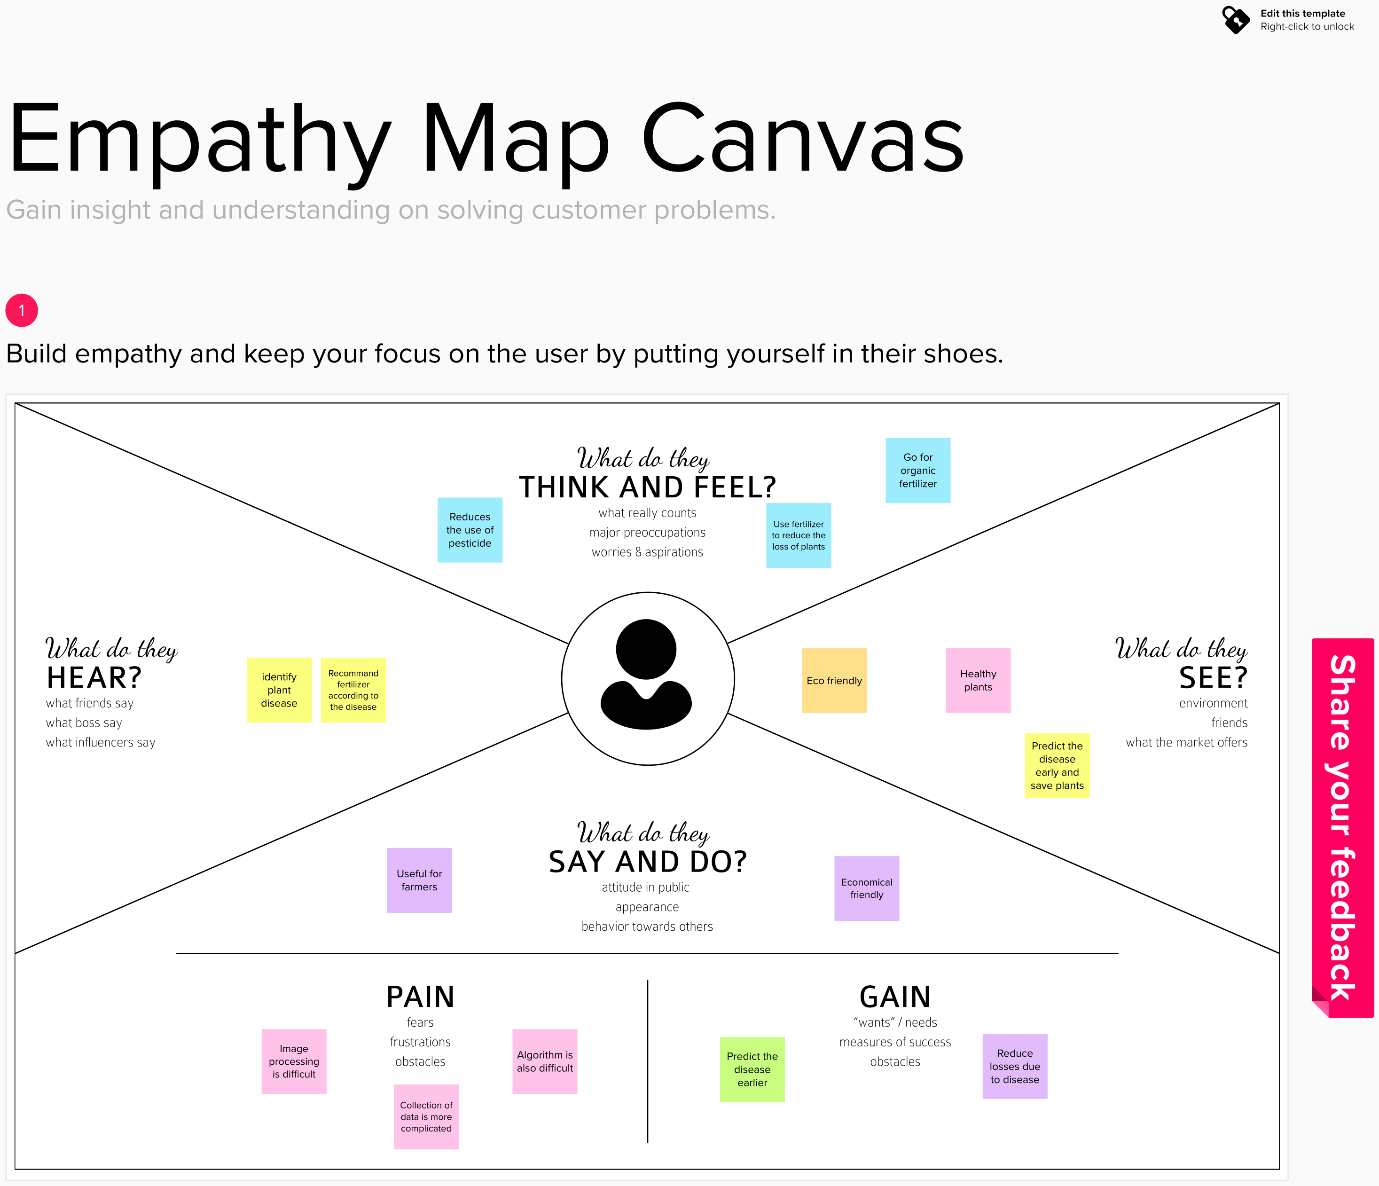 Edit this template
Right-click to unlock
Empathy Map Canvas
Gain insight and understanding on solving customer problems.
1
Build empathy and keep your focus on the user by putting yourself in their shoes.
What do they
THINK AND FEEL?
what really counts
major preoccupations
worries & aspirations
Reduces
the use of
pesticide
Use fertilizer
to reduce the
loss of plants
Go for
organic
fertilizer
What do they
HEAR?
what friends say
what boss say
what influencers say
identify
plant
disease
Recommand
fertilizer
according to
the disease
Eco friendly
Healthy
plants
Predict the
disease
early and
save plants
What do they
SEE?
environment
friends
what the market offers
What do they
SAY AND DO?
attitude in public
appearance
behavior towards others
Useful for
farmers
Economical
friendly
PAIN
fears
frustrations
obstacles
Image
processing
is difficult
Collection of
data is more
complicated
Algorithm is
also difficult
GAIN
“wants” / needs
measures of success
obstacles
Predict the
disease
earlier
Reduce
losses due
to disease
Share your feedback